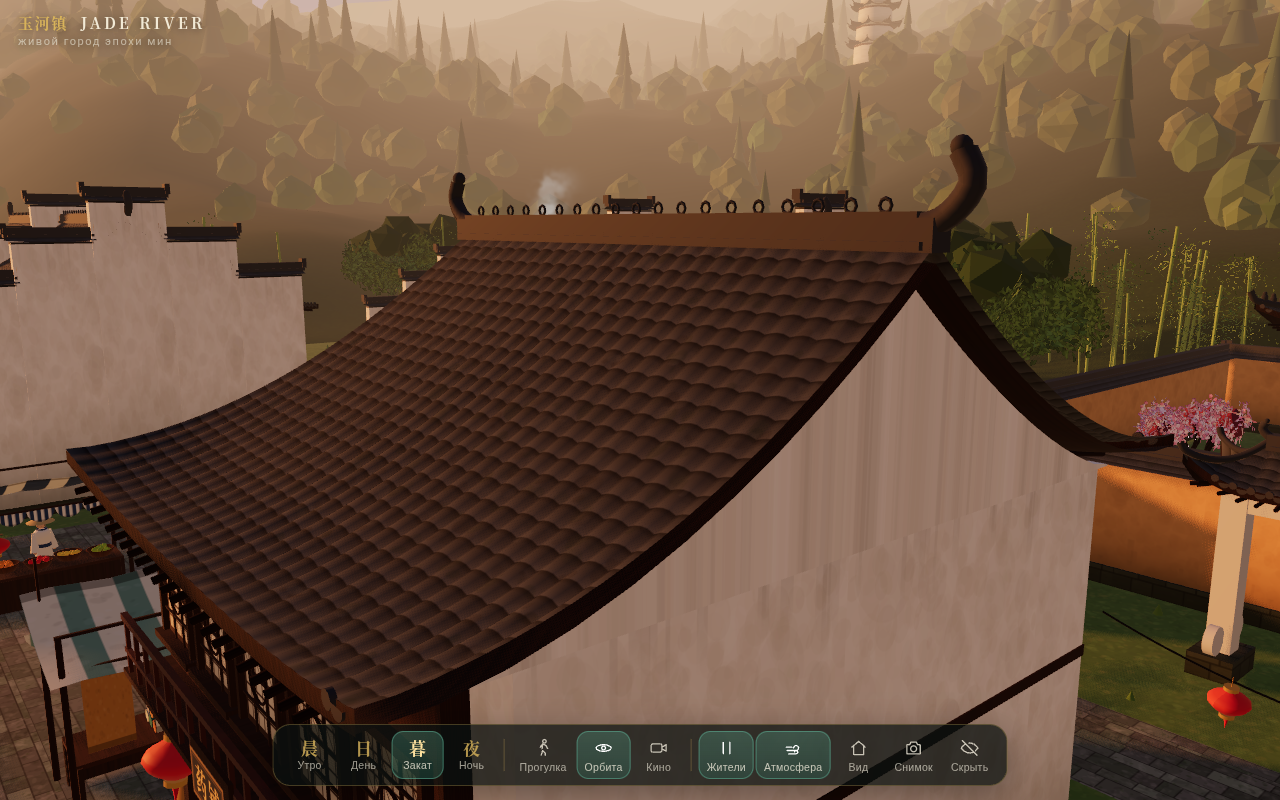 玉河镇 JADE RIVER
живой город эпохи мин
晨 日 暮 夜
Утро День Закат Ночь Прогулка Орбита Кино Жители Атмосфера Вид Снимок Скрыть